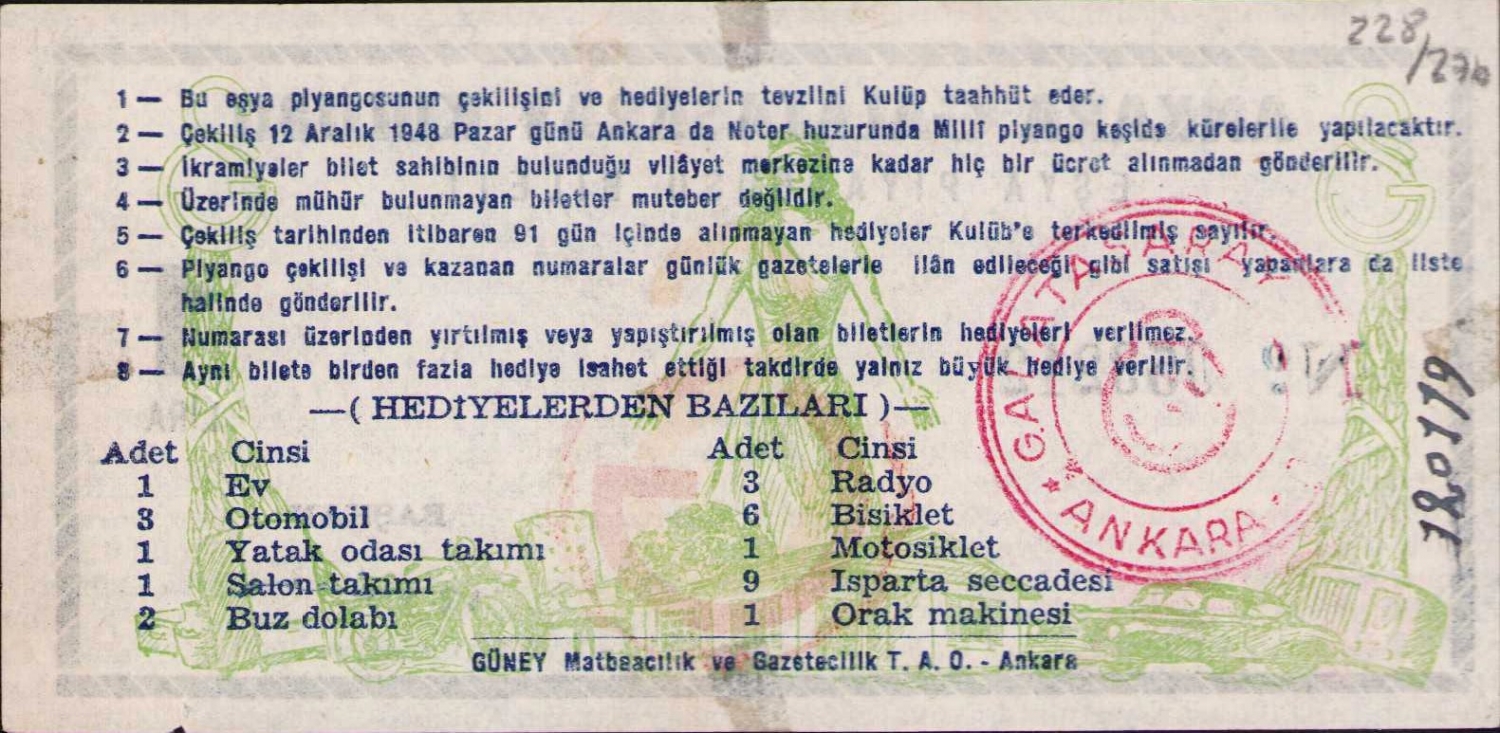 228
/270
1 — Bu eşya piyangosunun çekilişini ve hediyelerin tevziini Kulüp taahhüt eder.
2 — Çekiliş 12 Aralık 1948 Pazar günü Ankara da Noter huzurunda Millî piyango keşide kürelerile yapılacaktır.
3 — İkramiyeler bilet sahibinin bulunduğu vilâyet merkezine kadar hiç bir ücret alınmadan gönderilir.
4 — Üzerinde mühür bulunmayan biletler muteber değildir.
5 — Çekiliş tarihinden itibaren 91 gün içinde alınmayan hediyeler Kulüb'e terkedilmiş sayılır.
6 — Piyango çekilişi ve kazanan numaralar günlük gazetelerle ilân edileceği gibi satışı yapanlara da liste
halinde gönderilir.
7 — Numarası üzerinden yırtılmış veya yapıştırılmış olan biletlerin hediyeleri verilmez.
8 — Ayni bilete birden fazla hediye isabet ettiği takdirde yalnız büyük hediye verilir.
—( HEDİYELERDEN BAZILARI )—
Adet Cinsi Adet Cinsi
1 Ev 3 Radyo
3 Otomobil 6 Bisiklet
1 Yatak odası takımı 1 Motosiklet
1 Salon takımı 9 Isparta seccadesi
2 Buz dolabı 1 Orak makinesi
GÜNEY Matbaacılık ve Gazetecilik T. A. O. - Ankara
GALATASARAY
ANKARA